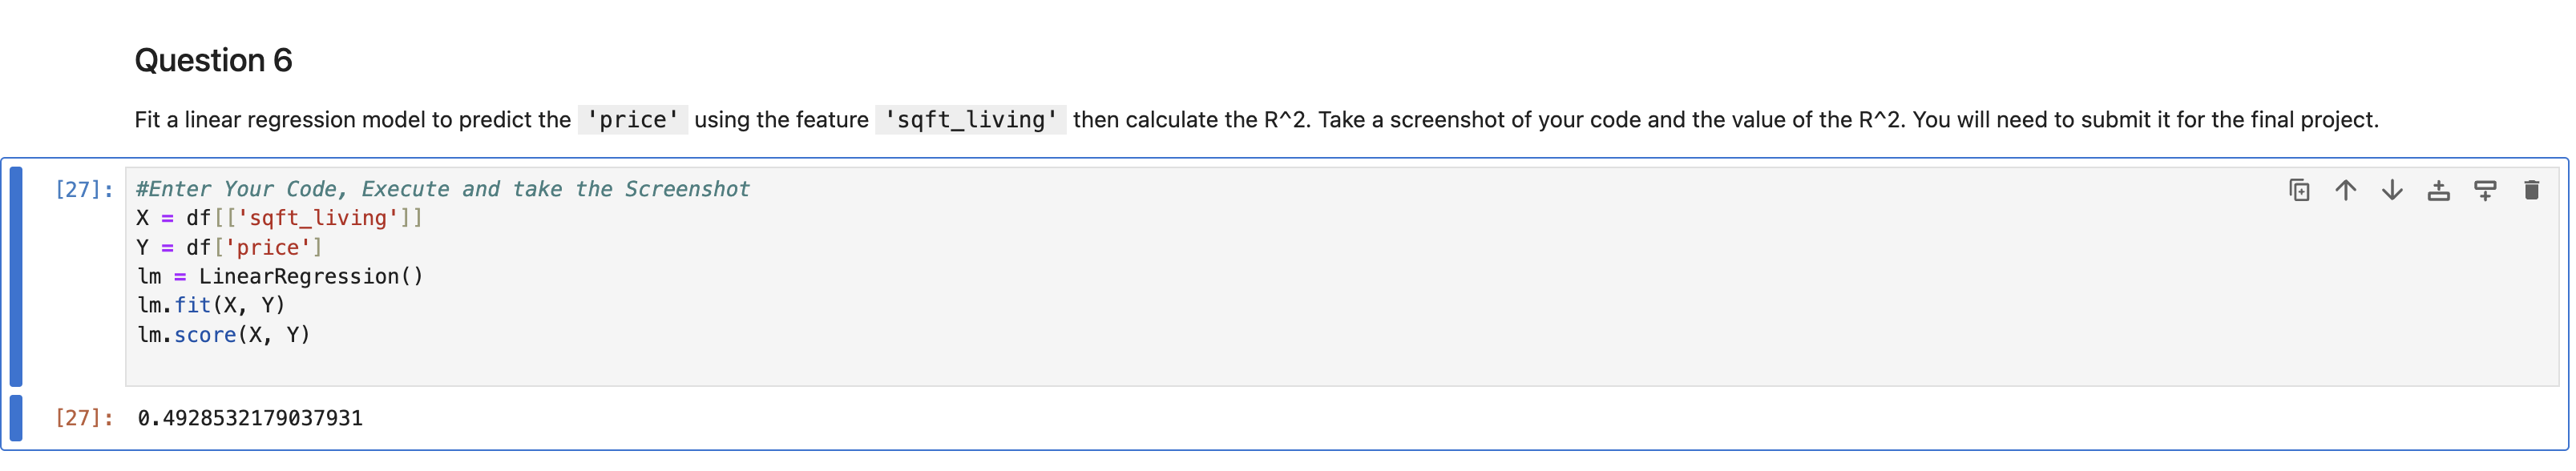 Question 6
Fit a linear regression model to predict the 'price' using the feature 'sqft_living' then calculate the R^2. Take a screenshot of your code and the value of the R^2. You will need to submit it for the final project.
[27]: #Enter Your Code, Execute and take the Screenshot
X = df[['sqft_living']]
Y = df['price']
lm = LinearRegression()
lm.fit(X, Y)
lm.score(X, Y)
[27]: 0.4928532179037931